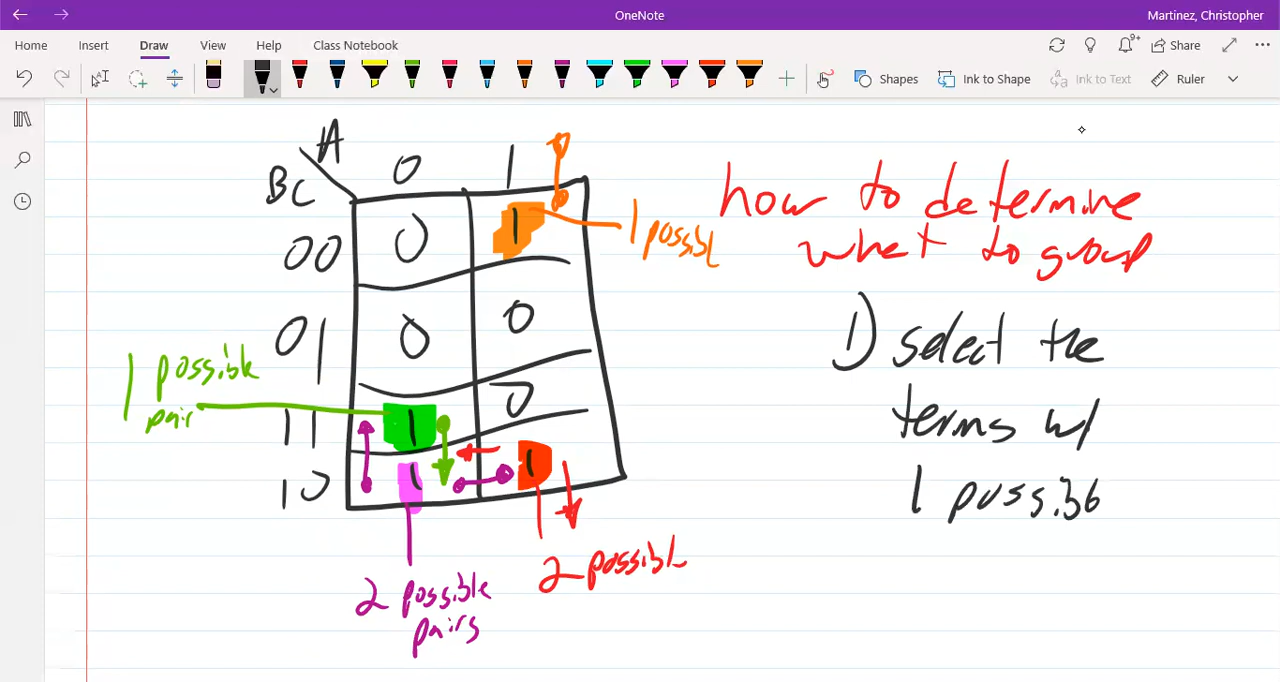 OneNote
Martinez, Christopher
Home Insert Draw View Help Class Notebook
Share
Shapes Ink to Shape Ink to Text Ruler
A
BC 0 1
00 0 1
1 possibl
01 0 0
1 possible
pair
11 1 0
10 1 1
2 possible
pairs
2 possibl
how to determine
what to group
1) select the
terms w/
1 possible